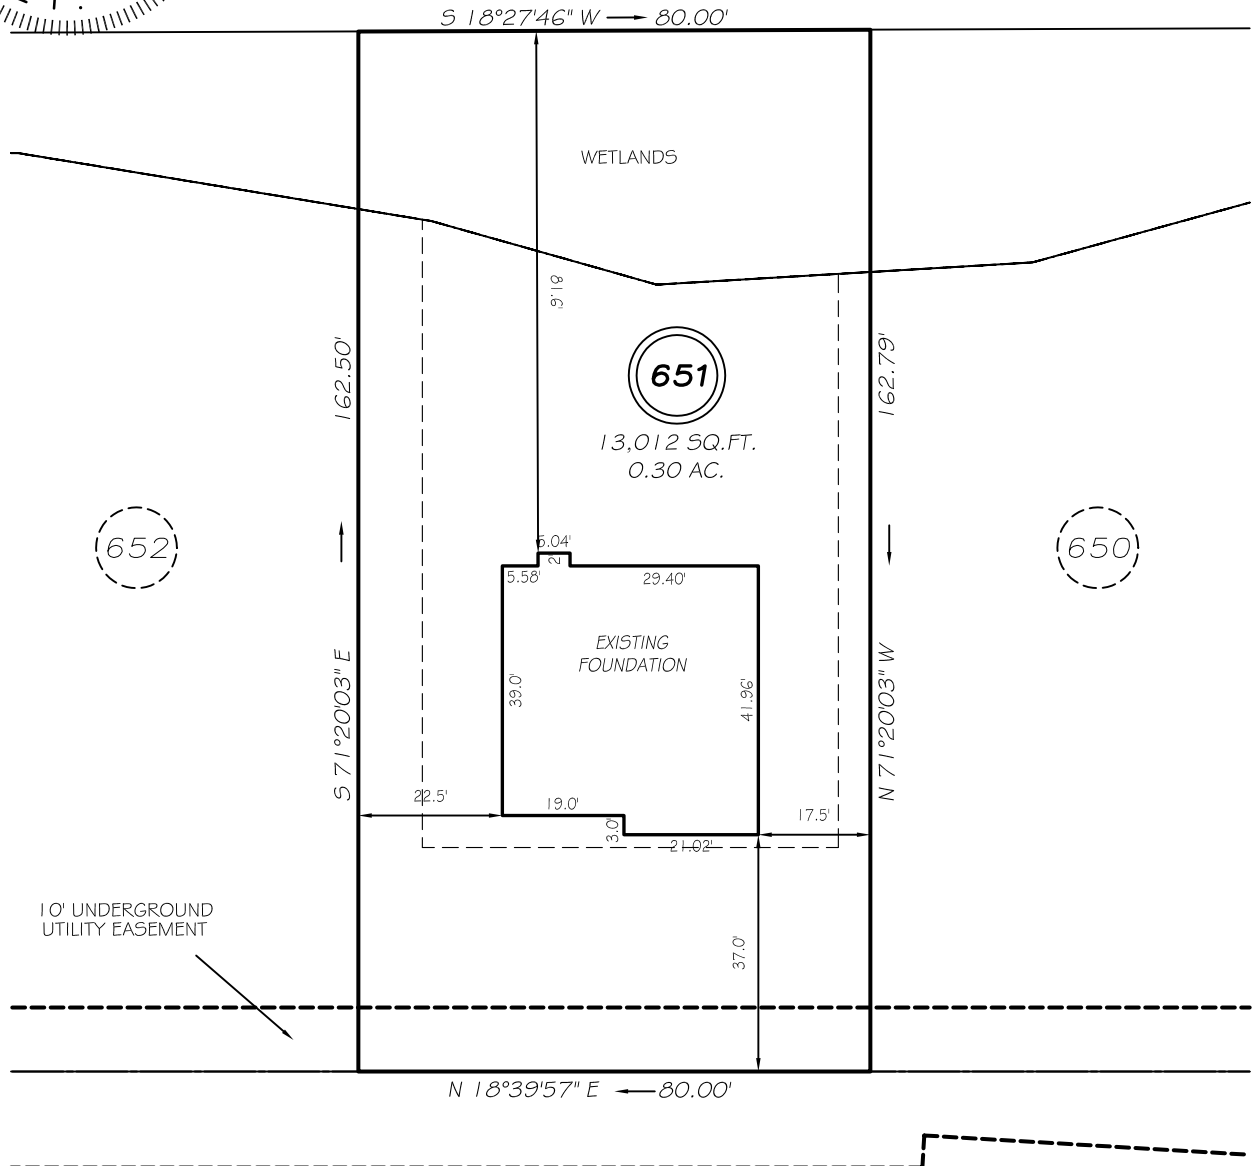 S 18°27'46" W 80.00'
WETLANDS
81.6'
162.50'
162.79'
651
13,012 SQ.FT.
0.30 AC.
652
650
5.04'
2'
5.58'
29.40'
EXISTING
FOUNDATION
39.0'
41.96'
S 71°20'03" E
N 71°20'03" W
22.5'
19.0'
3.0'
17.5'
21.02'
10' UNDERGROUND
UTILITY EASEMENT
37.0'
N 18°39'57" E 80.00'